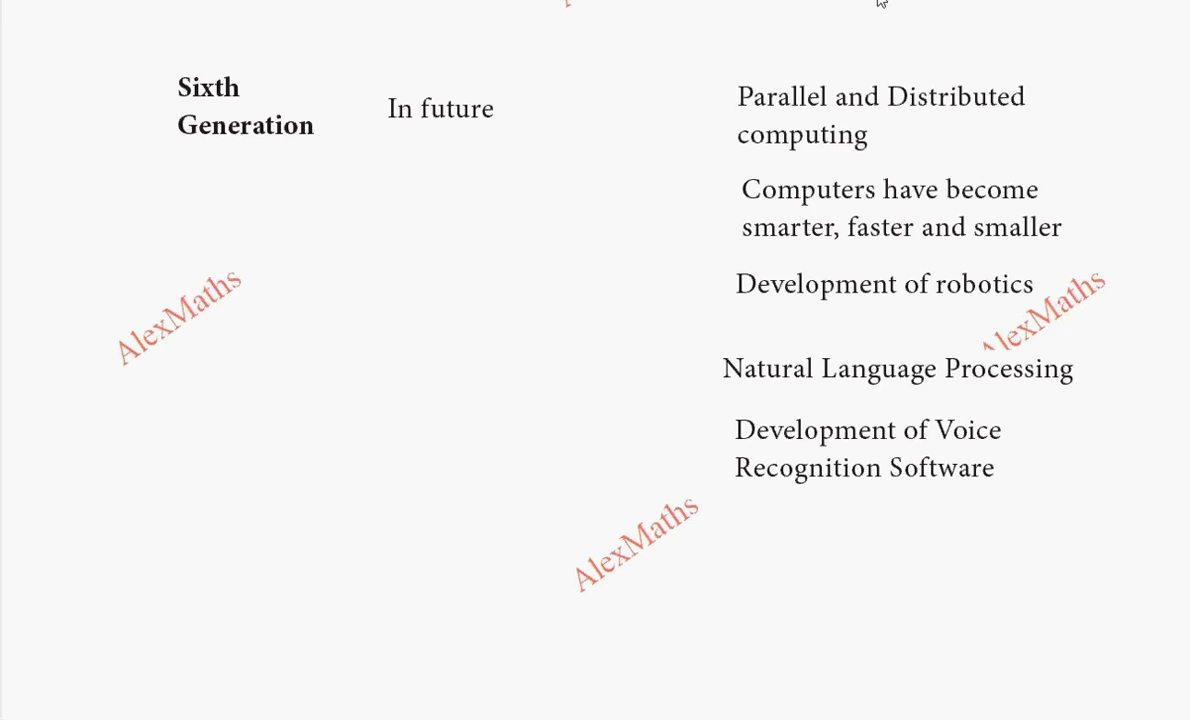 Sixth
Generation
In future
Parallel and Distributed
computing
Computers have become
smarter, faster and smaller
Development of robotics
AlexMaths
AlexMaths
Natural Language Processing
Development of Voice
Recognition Software
AlexMaths